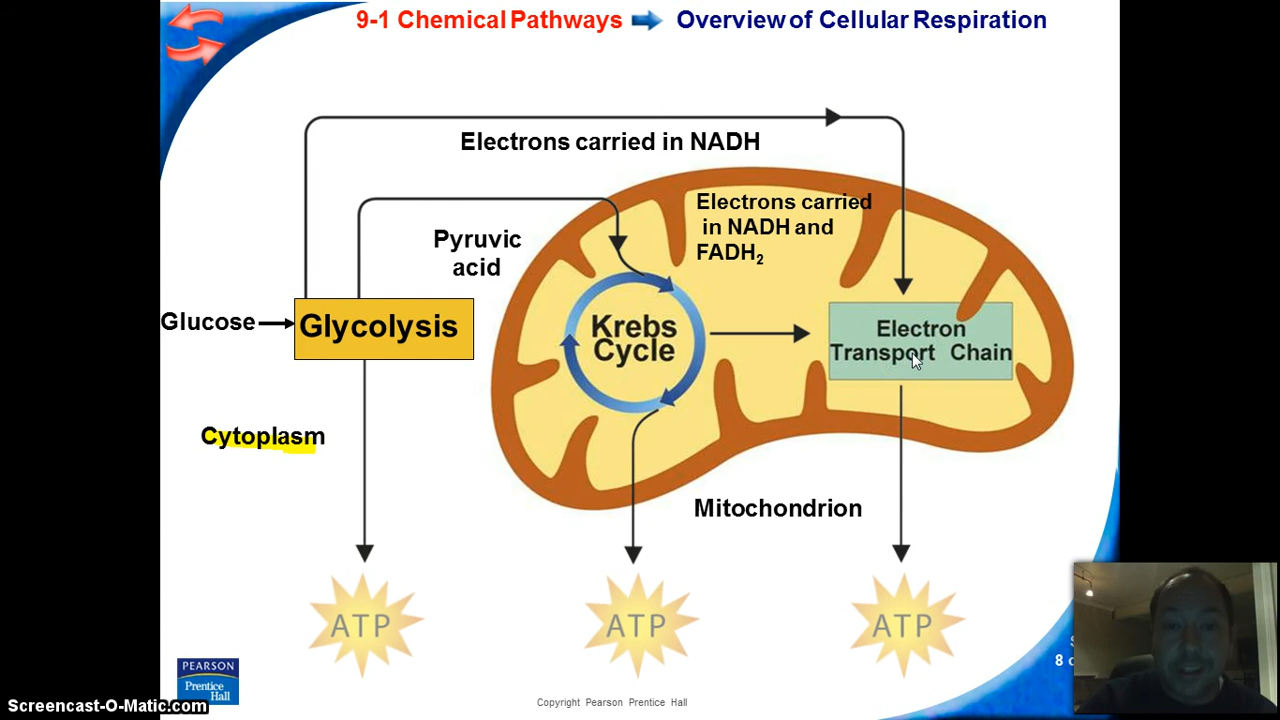 9-1 Chemical Pathways Overview of Cellular Respiration
Electrons carried in NADH
Electrons carried
in NADH and
FADH₂
Pyruvic
acid
Glucose
Glycolysis
Krebs
Cycle
Electron
Transport Chain
Cytoplasm
Mitochondrion
ATP
ATP
ATP
PEARSON
Prentice
Hall
Copyright Pearson Prentice Hall
8
Screencast-O-Matic.com